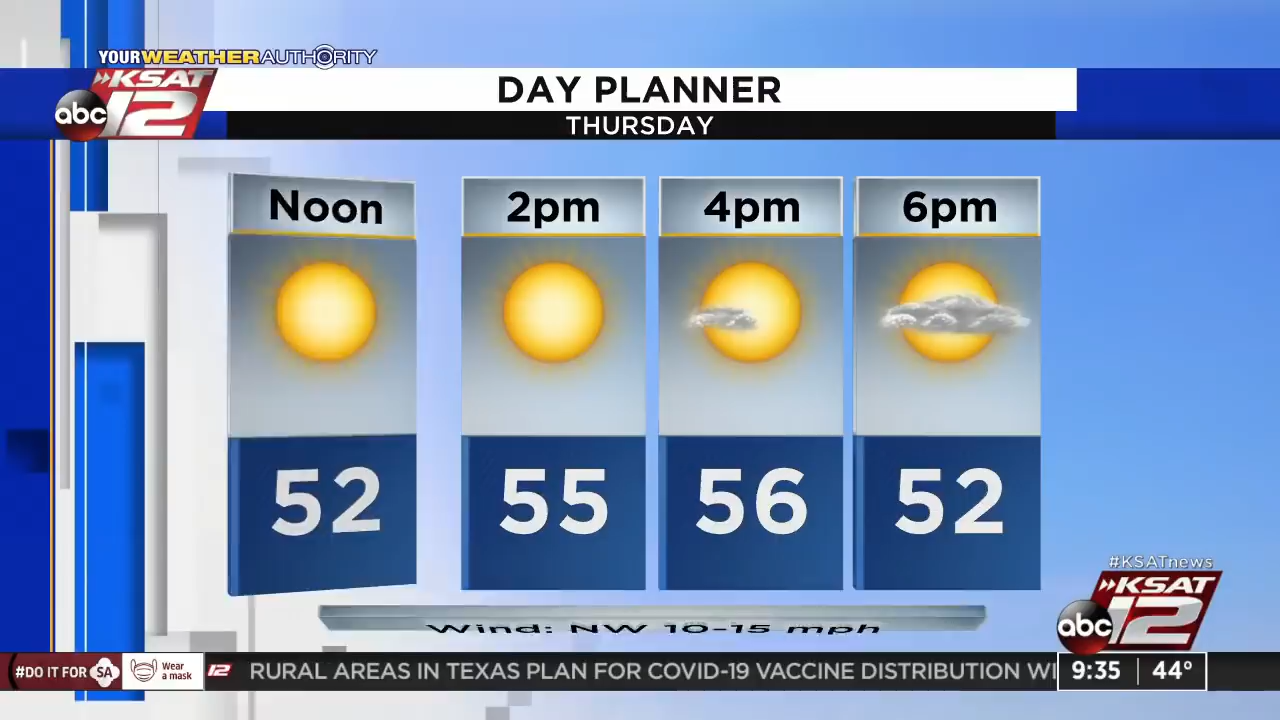 YOURWEATHERAUTHORITY
KSAT
abc 12
DAY PLANNER
THURSDAY
Noon 2pm 4pm 6pm
52 55 56 52
Wind: NW 10-15 mph
#KSATnews
KSAT
abc 12
#DO IT FOR SA
Wear
a mask
12 RURAL AREAS IN TEXAS PLAN FOR COVID-19 VACCINE DISTRIBUTION
9:35 44°